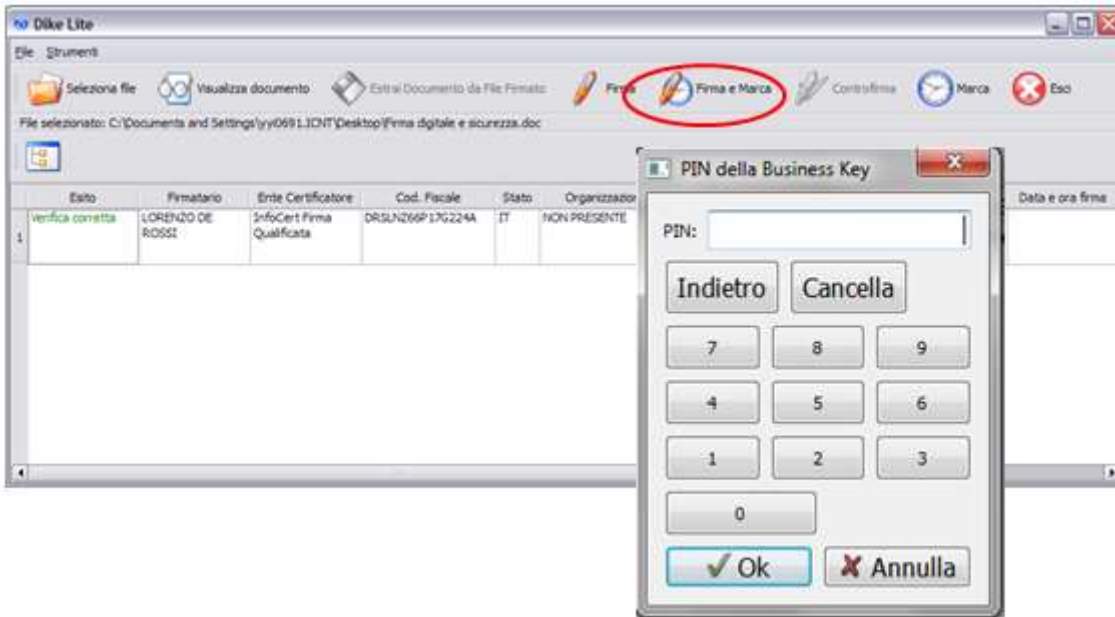 Dike Lite
File Strumenti
Seleziona file Visualizza documento Estrai Documento da File Firmato Firma Firma e Marca Controfirma Marca Esci
File selezionato: C:\Documents and Settings\yyi0691.ICNT\Desktop\Firma digitale e sicurezza.doc
Esito Firmatario Ente Certificatore Cod. Fiscale Stato Organizzazion Data e ora firma
1 Verifica corretta LORENZO DE InfoCert Firma DRSLNZ66P17G224A IT NON PRESENTE
ROSSI Qualificata
PIN della Business Key
PIN:
Indietro Cancella
7 8 9
4 5 6
1 2 3
0
Ok Annulla